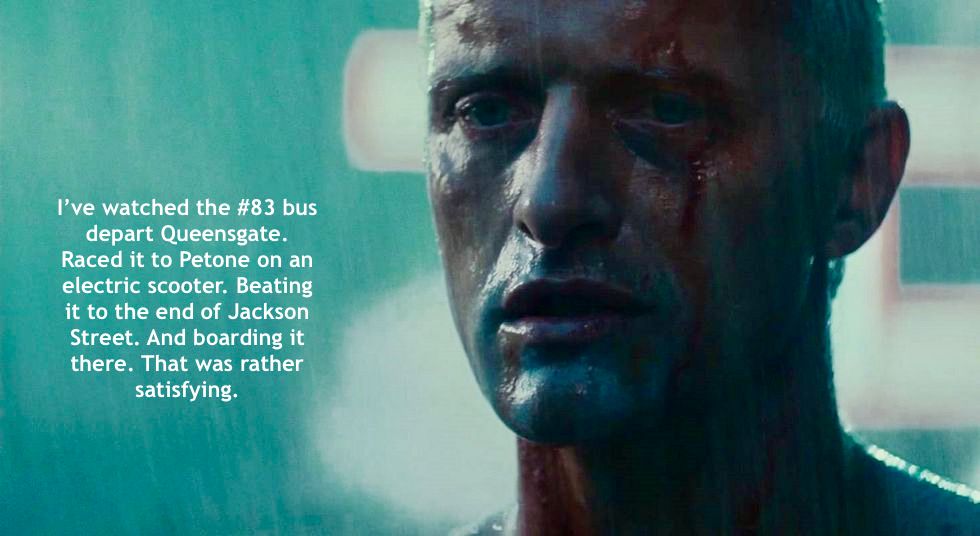 I’ve watched the #83 bus
depart Queensgate.
Raced it to Petone on an
electric scooter. Beating
it to the end of Jackson
Street. And boarding it
there. That was rather
satisfying.